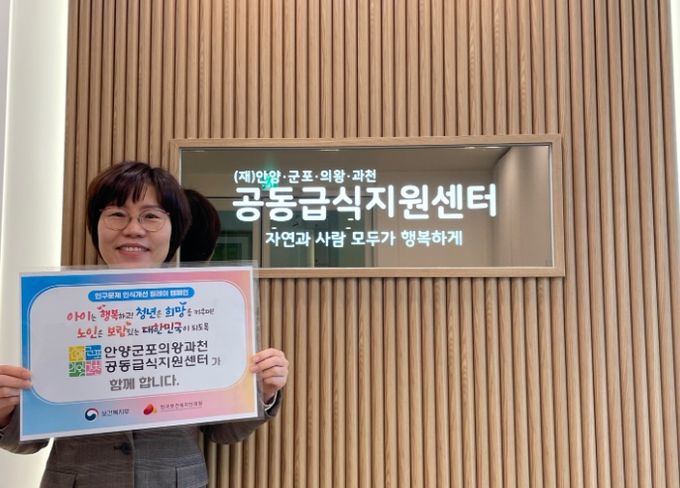 (재)안양·군포·의왕·과천
공동급식지원센터
자연과 사람 모두가 행복하게
인구문제 인식개선 릴레이 캠페인
아이는 행복하고! 청년은 희망을 키우며!
노인은 보람있는 대한민국이 되도록
안양군포의왕과천
공동급식지원센터가
함께 합니다.
보건복지부